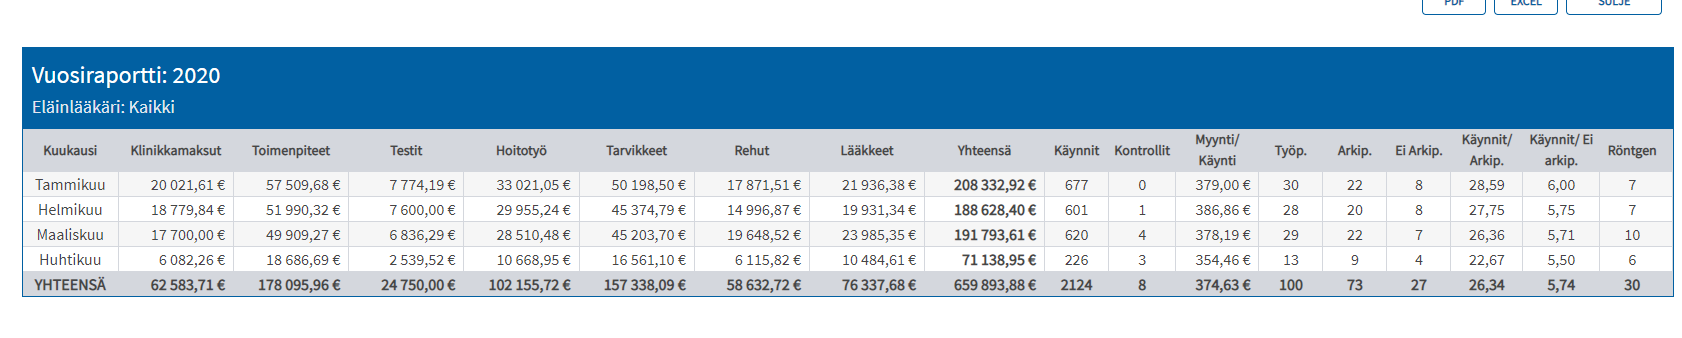 PDF EXCEL SULJE
Vuosiraportti: 2020
Eläinlääkäri: Kaikki
Kuukausi Klinikkamaksut Toimenpiteet Testit Hoitotyö Tarvikkeet Rehut Lääkkeet Yhteensä Käynnit Kontrollit Myynti/ Käynti Työp. Arkip. Ei Arkip. Käynnit/ Arkip. Käynnit/ Ei arkip. Röntgen
Tammikuu 20 021,61 € 57 509,68 € 7 774,19 € 33 021,05 € 50 198,50 € 17 871,51 € 21 936,38 € 208 332,92 € 677 0 379,00 € 30 22 8 28,59 6,00 7
Helmikuu 18 779,84 € 51 990,32 € 7 600,00 € 29 955,24 € 45 374,79 € 14 996,87 € 19 931,34 € 188 628,40 € 601 1 386,86 € 28 20 8 27,75 5,75 7
Maaliskuu 17 700,00 € 49 909,27 € 6 836,29 € 28 510,48 € 45 203,70 € 19 648,52 € 23 985,35 € 191 793,61 € 620 4 378,19 € 29 22 7 26,36 5,71 10
Huhtikuu 6 082,26 € 18 686,69 € 2 539,52 € 10 668,95 € 16 561,10 € 6 115,82 € 10 484,61 € 71 138,95 € 226 3 354,46 € 13 9 4 22,67 5,50 6
YHTEENSÄ 62 583,71 € 178 095,96 € 24 750,00 € 102 155,72 € 157 338,09 € 58 632,72 € 76 337,68 € 659 893,88 € 2124 8 374,63 € 100 73 27 26,34 5,74 30